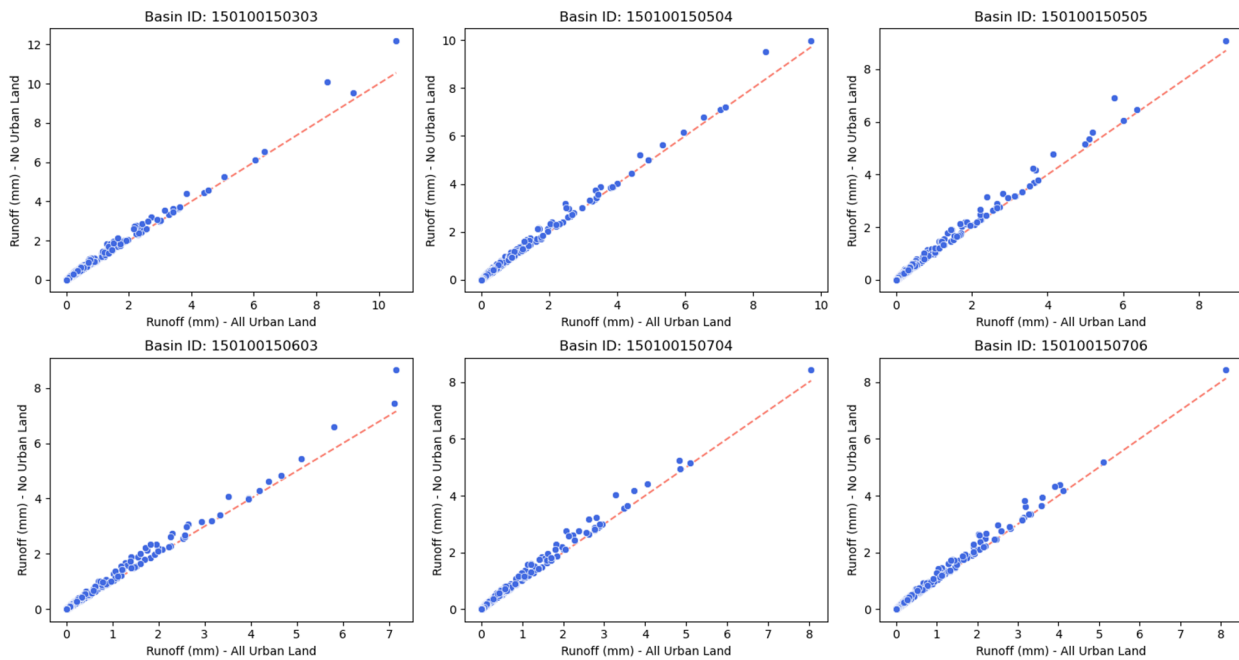 Basin ID: 150100150303
12
10
8
6
4
2
0
Runoff (mm) - No Urban Land
0 2 4 6 8 10
Runoff (mm) - All Urban Land
Basin ID: 150100150504
10
8
6
4
2
0
Runoff (mm) - No Urban Land
0 2 4 6 8 10
Runoff (mm) - All Urban Land
Basin ID: 150100150505
8
6
4
2
0
Runoff (mm) - No Urban Land
0 2 4 6 8
Runoff (mm) - All Urban Land
Basin ID: 150100150603
8
6
4
2
0
Runoff (mm) - No Urban Land
0 1 2 3 4 5 6 7
Runoff (mm) - All Urban Land
Basin ID: 150100150704
8
6
4
2
0
Runoff (mm) - No Urban Land
0 1 2 3 4 5 6 7 8
Runoff (mm) - All Urban Land
Basin ID: 150100150706
8
6
4
2
0
Runoff (mm) - No Urban Land
0 1 2 3 4 5 6 7 8
Runoff (mm) - All Urban Land